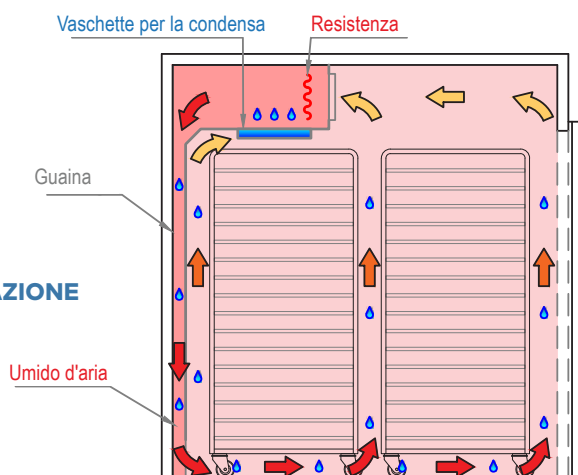 Vaschette per la condensa
Resistenza
Guaina
AZIONE
Umido d'aria